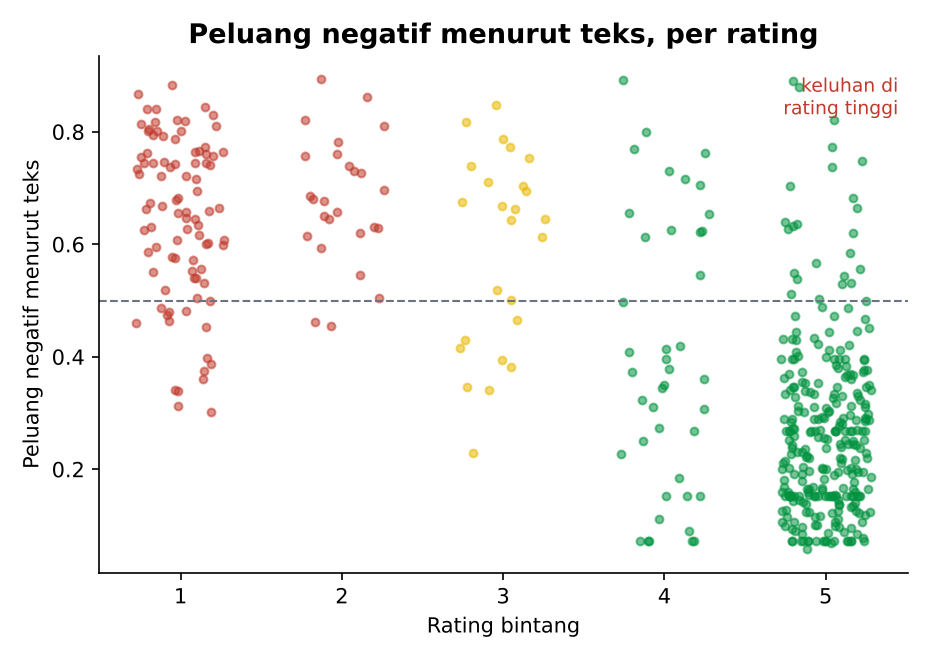 Peluang negatif menurut teks, per rating
keluhan di
rating tinggi
Peluang negatif menurut teks
0.8
0.6
0.4
0.2
1
2
3
4
5
Rating bintang